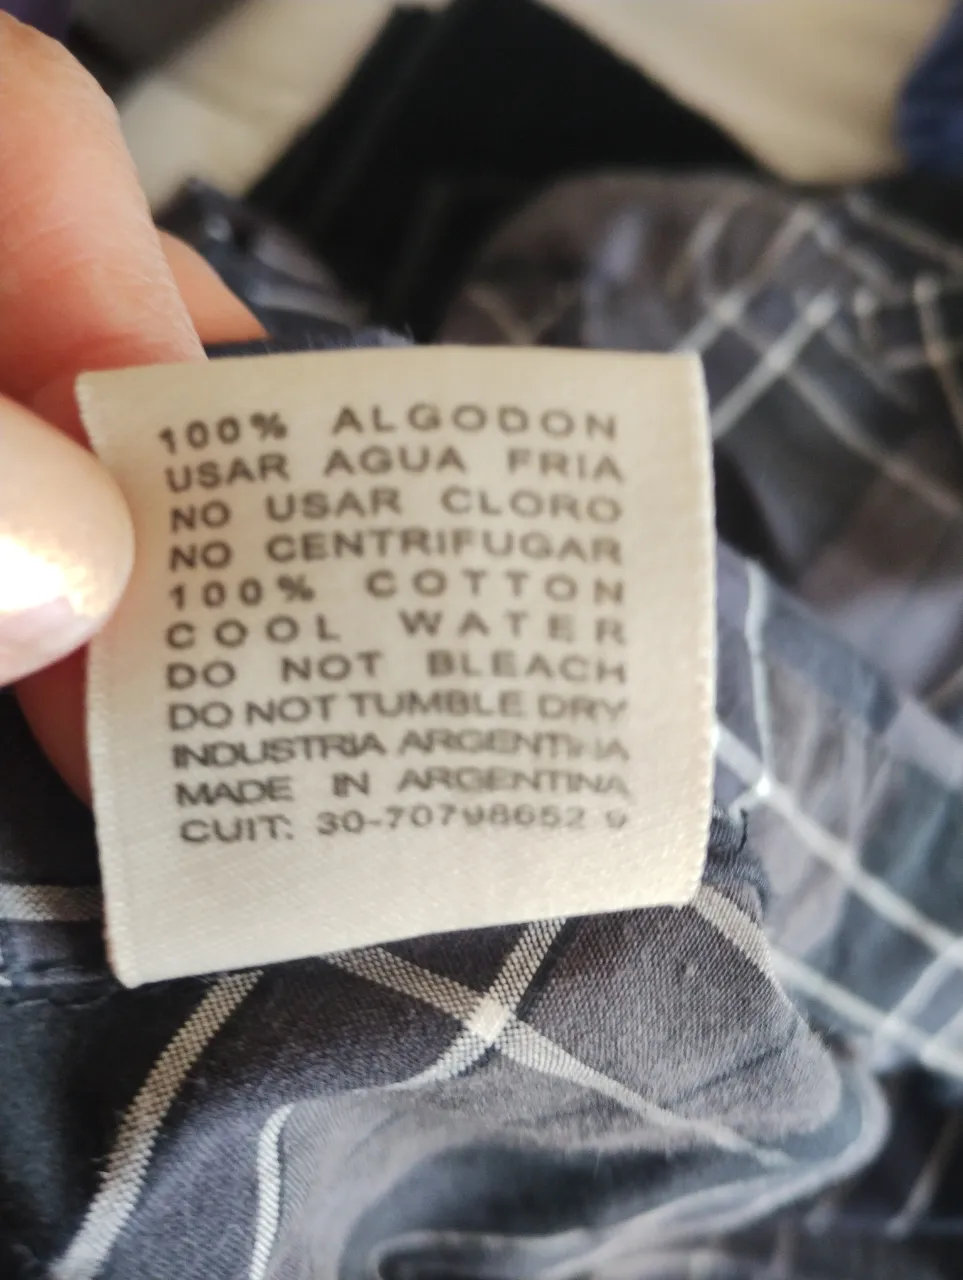 100% ALGODON
USAR AGUA FRIA
NO USAR CLORO
NO CENTRIFUGAR
100% COTTON
COOL WATER
DO NOT BLEACH
DO NOT TUMBLE DRY
INDUSTRIA ARGENTINA
MADE IN ARGENTINA
CUIT: 30-70798652 9